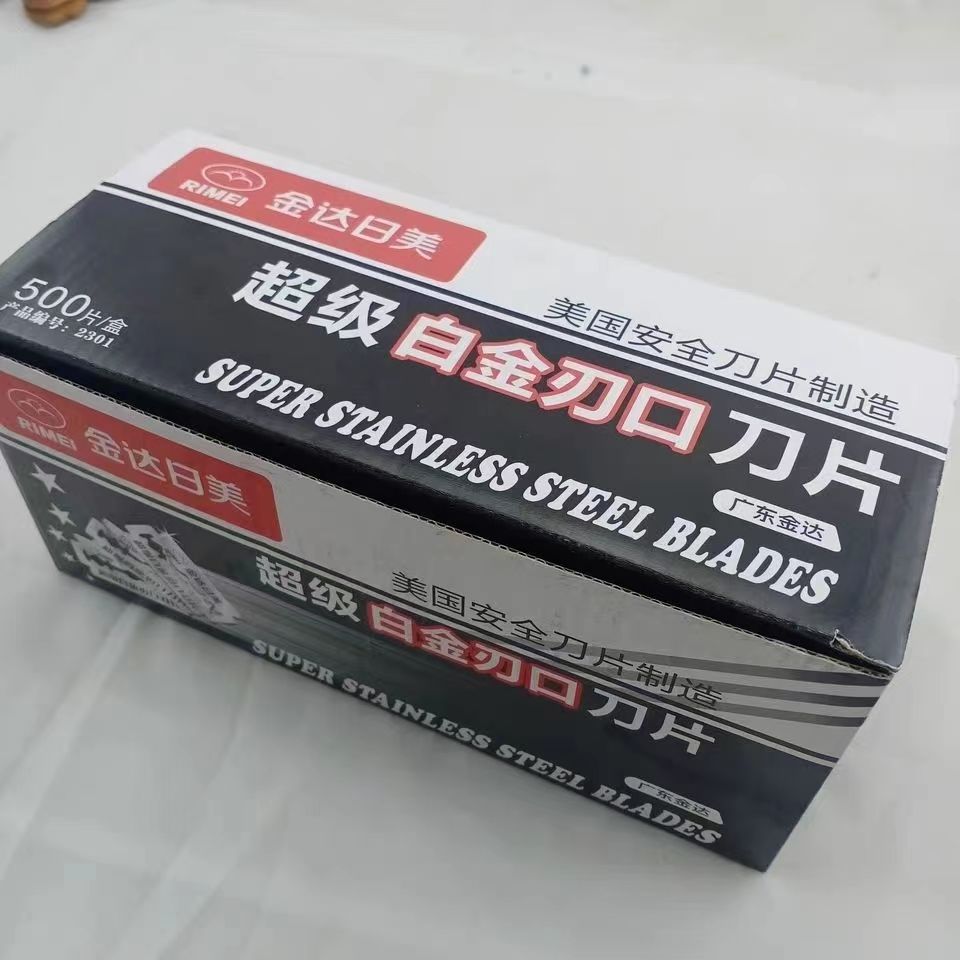 RIMEI
金达日美
500片/盒
产品编号：2301
美国安全刀片制造
超级白金刃口刀片
SUPER STAINLESS STEEL BLADES
广东金达
RIMEI
金达日美
美国安全刀片制造
超级白金刃口刀片
SUPER STAINLESS STEEL BLADES
广东金达